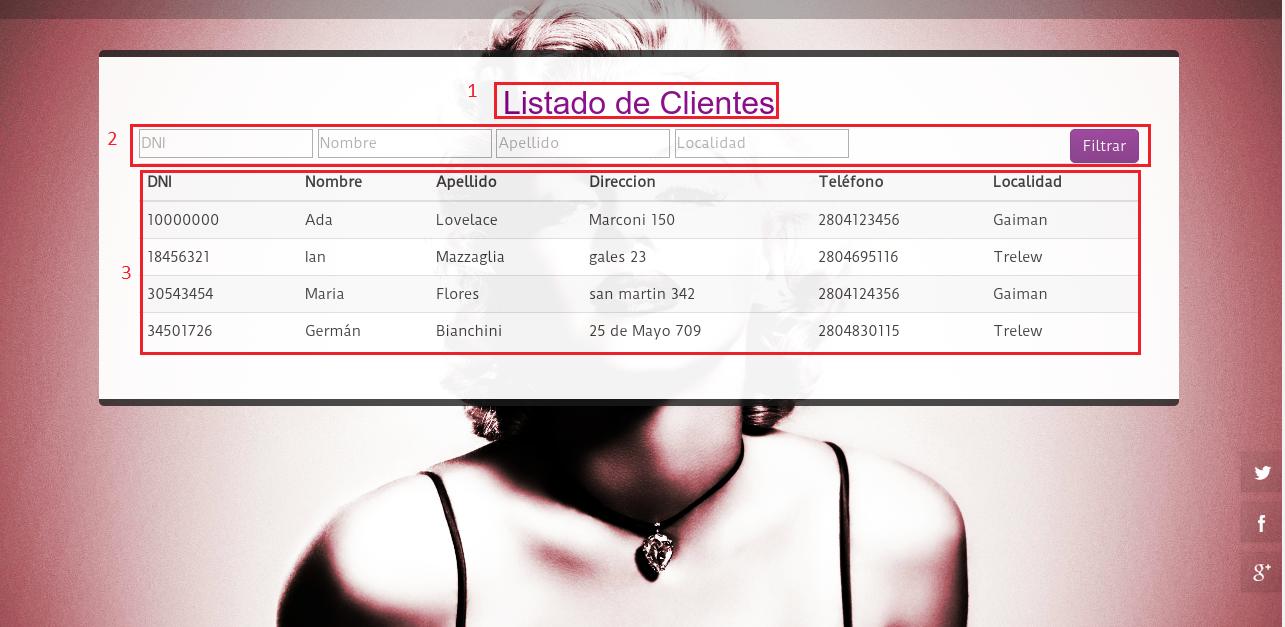 1 Listado de Clientes
2 DNI Nombre Apellido Localidad Filtrar
DNI Nombre Apellido Direccion Teléfono Localidad
10000000 Ada Lovelace Marconi 150 2804123456 Gaiman
18456321 Ian Mazzaglia gales 23 2804695116 Trelew
3
30543454 Maria Flores san martin 342 2804124356 Gaiman
34501726 Germán Bianchini 25 de Mayo 709 2804830115 Trelew
g+